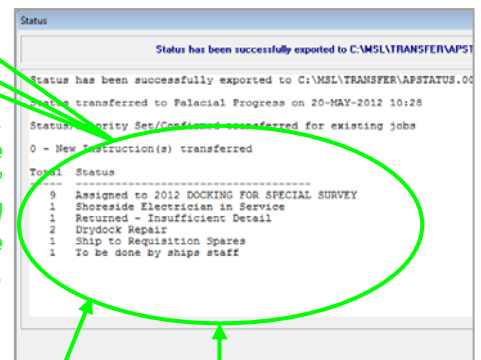 Status
Status has been successfully exported to C:\MSL\TRANSFER\APST
Status has been successfully exported to C:\MSL\TRANSFER\APSTATUS.00
Status transferred to Palacial Progress on 20-MAY-2012 10:28
Status/Priority Set/Confirmed transferred for existing jobs
0 - New Instruction(s) transferred
Total Status
----- ----------------------------------
9 Assigned to 2012 DOCKING FOR SPECIAL SURVEY
1 Shoreside Electrician in Service
1 Returned - Insufficient Detail
2 Drydock Repair
1 Ship to Requisition Spares
1 To be done by ships staff